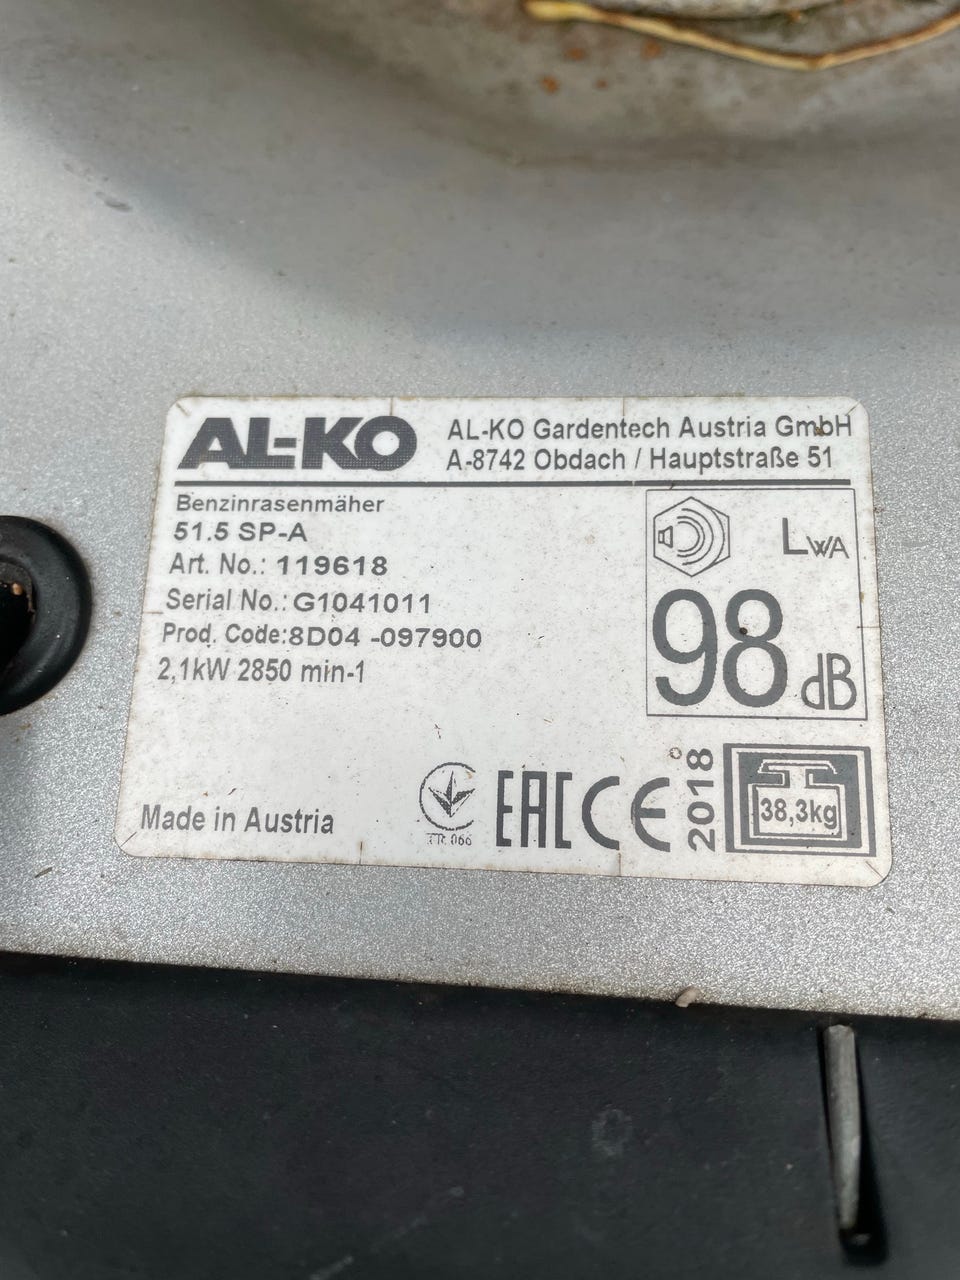 AL-KO
AL-KO Gardentech Austria GmbH
A-8742 Obdach / Hauptstraße 51
Benzinrasenmäher
51.5 SP-A
Art. No.: 119618
Serial No.: G1041011
Prod. Code:8D04 -097900
2,1kW 2850 min-1
LWA
98 dB
Made in Austria
TR 066
EAC CE
2018
38,3kg